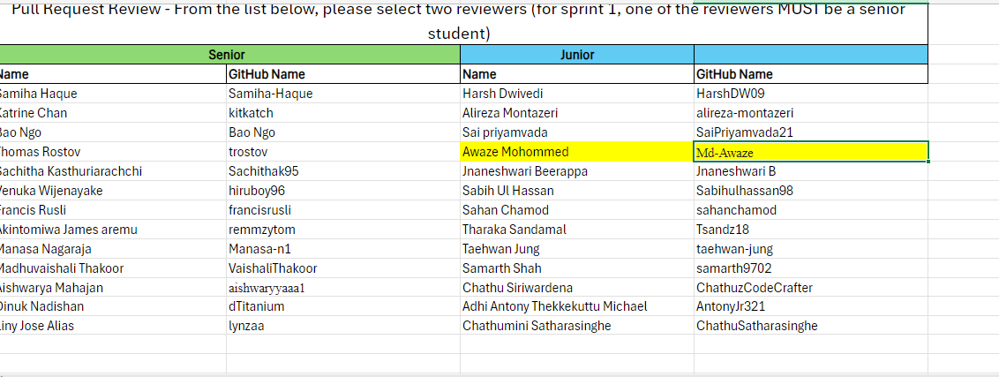 Pull Request Review - From the list below, please select two reviewers (for sprint 1, one of the reviewers MUST be a senior
student)
Senior Junior
Name GitHub Name Name GitHub Name
Samiha Haque Samiha-Haque Harsh Dwivedi HarshDW09
Katrine Chan kitkatch Alireza Montazeri alireza-montazeri
Bao Ngo Bao Ngo Sai priyamvada SaiPriyamvada21
Thomas Rostov trostov Awaze Mohommed Md-Awaze
Sachitha Kasthuriarachchi Sachithak95 Jnaneshwari Beerappa Jnaneshwari B
Venuka Wijenayake hiruboy96 Sabih Ul Hassan Sabihulhassan98
Francis Rusli francisrusli Sahan Chamod sahanchamod
Akintomiwa James aremu remmzytom Tharaka Sandamal Tsandz18
Manasa Nagaraja Manasa-n1 Taehwan Jung taehwan-jung
Madhuvaishali Thakoor VaishaliThakoor Samarth Shah samarth9702
Aishwarya Mahajan aishwaryyaaa1 Chathu Siriwardena ChathuzCodeCrafter
Dinuk Nadishan dTitanium Adhi Antony Thekkekuttu Michael AntonyJr321
Liny Jose Alias lynzaa Chathumini Satharasinghe ChathuSatharasinghe